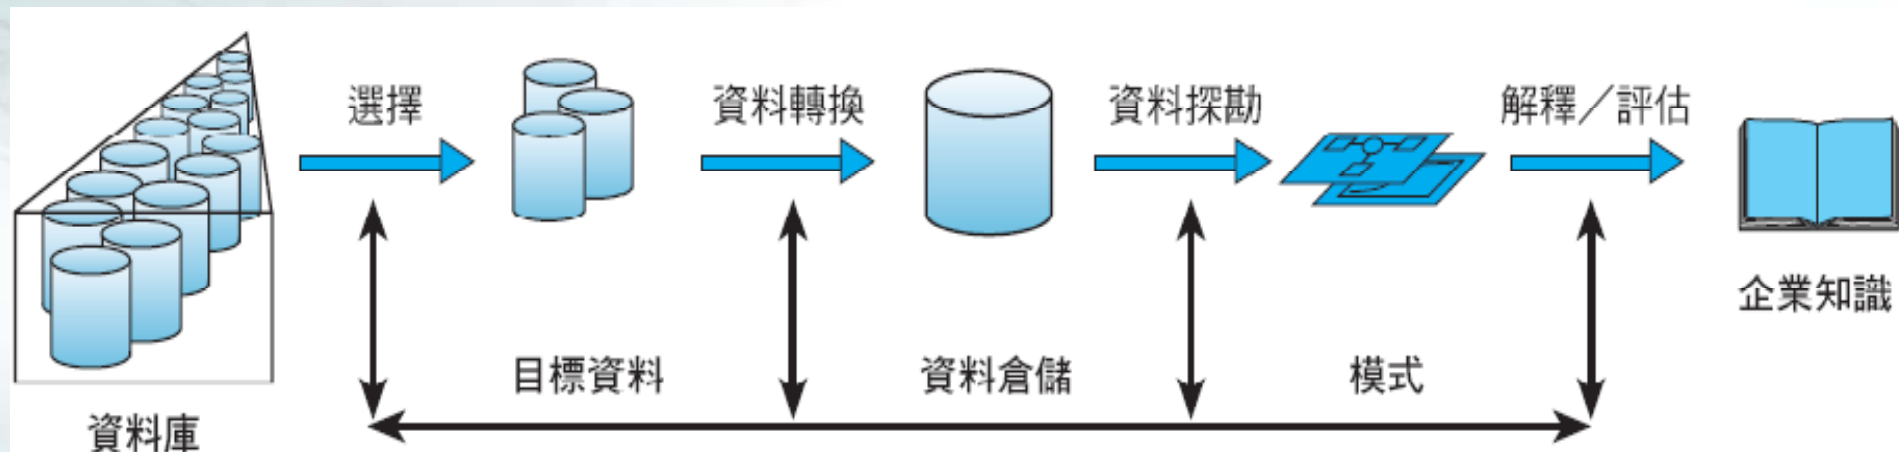 選擇
資料轉換
資料探勘
解釋／評估
企業知識
目標資料
資料倉儲
模式
資料庫